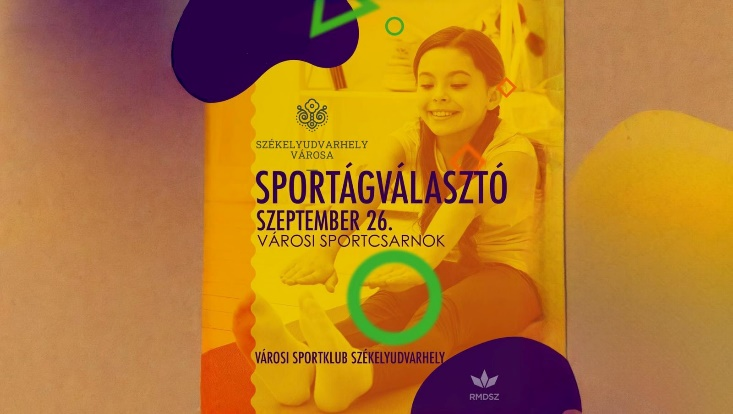 SZÉKELYUDVARHELY
VÁROSA
SPORTÁGVÁLASZTÓ
SZEPTEMBER 26.
VÁROSI SPORTCSARNOK
VÁROSI SPORTKLUB SZÉKELYUDVARHELY
RMDSZ